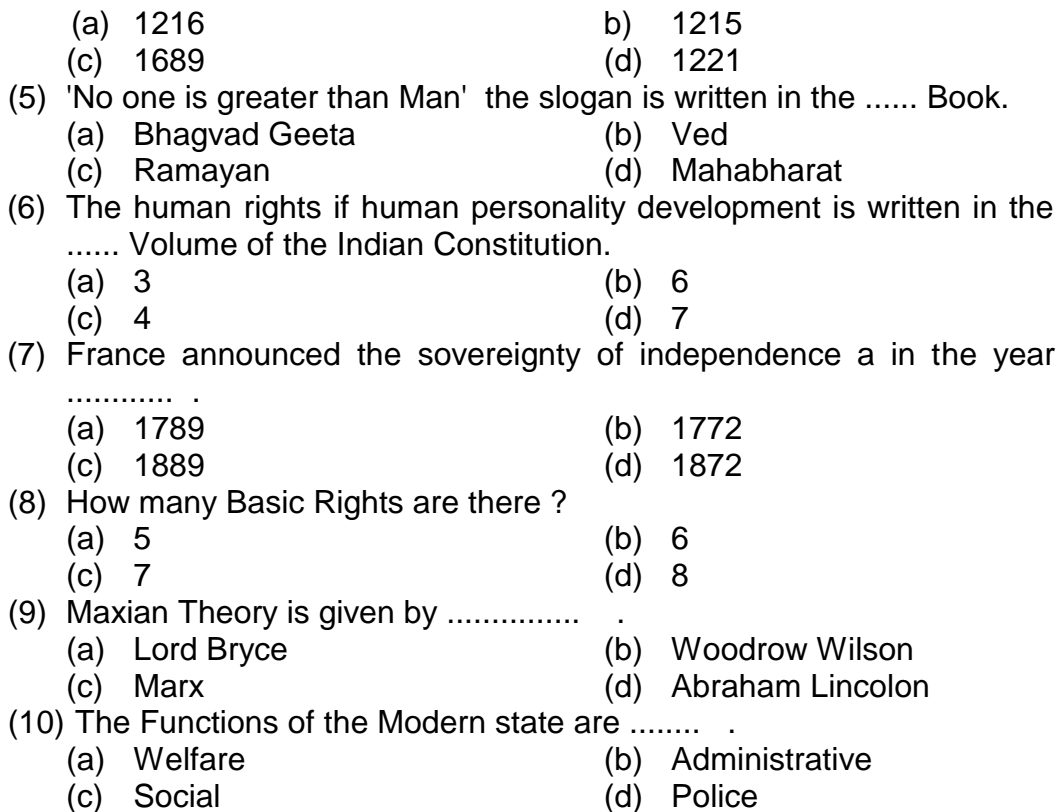 (a) 1216 b) 1215
(c) 1689 (d) 1221
(5) 'No one is greater than Man' the slogan is written in the ...... Book.
(a) Bhagvad Geeta (b) Ved
(c) Ramayan (d) Mahabharat
(6) The human rights if human personality development is written in the
...... Volume of the Indian Constitution.
(a) 3 (b) 6
(c) 4 (d) 7
(7) France announced the sovereignty of independence a in the year
............ .
(a) 1789 (b) 1772
(c) 1889 (d) 1872
(8) How many Basic Rights are there ?
(a) 5 (b) 6
(c) 7 (d) 8
(9) Maxian Theory is given by ............... .
(a) Lord Bryce (b) Woodrow Wilson
(c) Marx (d) Abraham Lincolon
(10) The Functions of the Modern state are ........ .
(a) Welfare (b) Administrative
(c) Social (d) Police